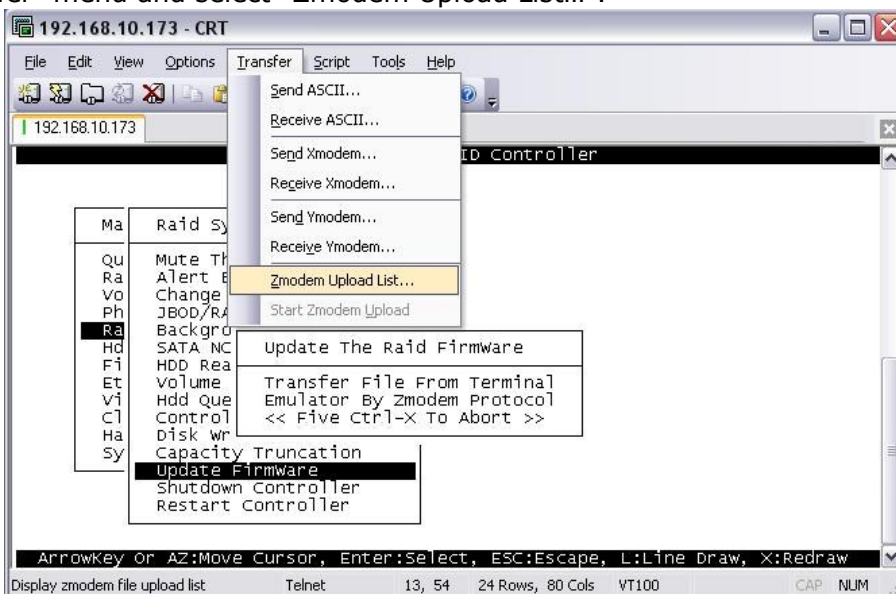 menu and select "Zmodem Upload List…".
192.168.10.173 - CRT
File Edit View Options Transfer Script Tools Help
192.168.10.173
Send ASCII...
Receive ASCII...
Send Xmodem...
Receive Xmodem...
Send Ymodem...
Receive Ymodem...
Zmodem Upload List...
Start Zmodem Upload
ID Controller
Ma
Qu
Ra
Vo
Ph
Ra
Hd
Fi
Et
Vi
Cl
Ha
Sy
Raid Sy
Mute Th
Alert B
Change
JBOD/RA
Backgro
SATA NC
HDD Rea
Volume
Hdd Que
Control
Disk Wr
Capacity Truncation
Update Firmware
Shutdown Controller
Restart Controller
Update The Raid Firmware
Transfer File From Terminal
Emulator By Zmodem Protocol
<< Five Ctrl-X To Abort >>
ArrowKey Or AZ:Move Cursor, Enter:Select, ESC:Escape, L:Line Draw, X:Redraw
Display zmodem file upload list Telnet 13, 54 24 Rows, 80 Cols VT100 CAP NUM